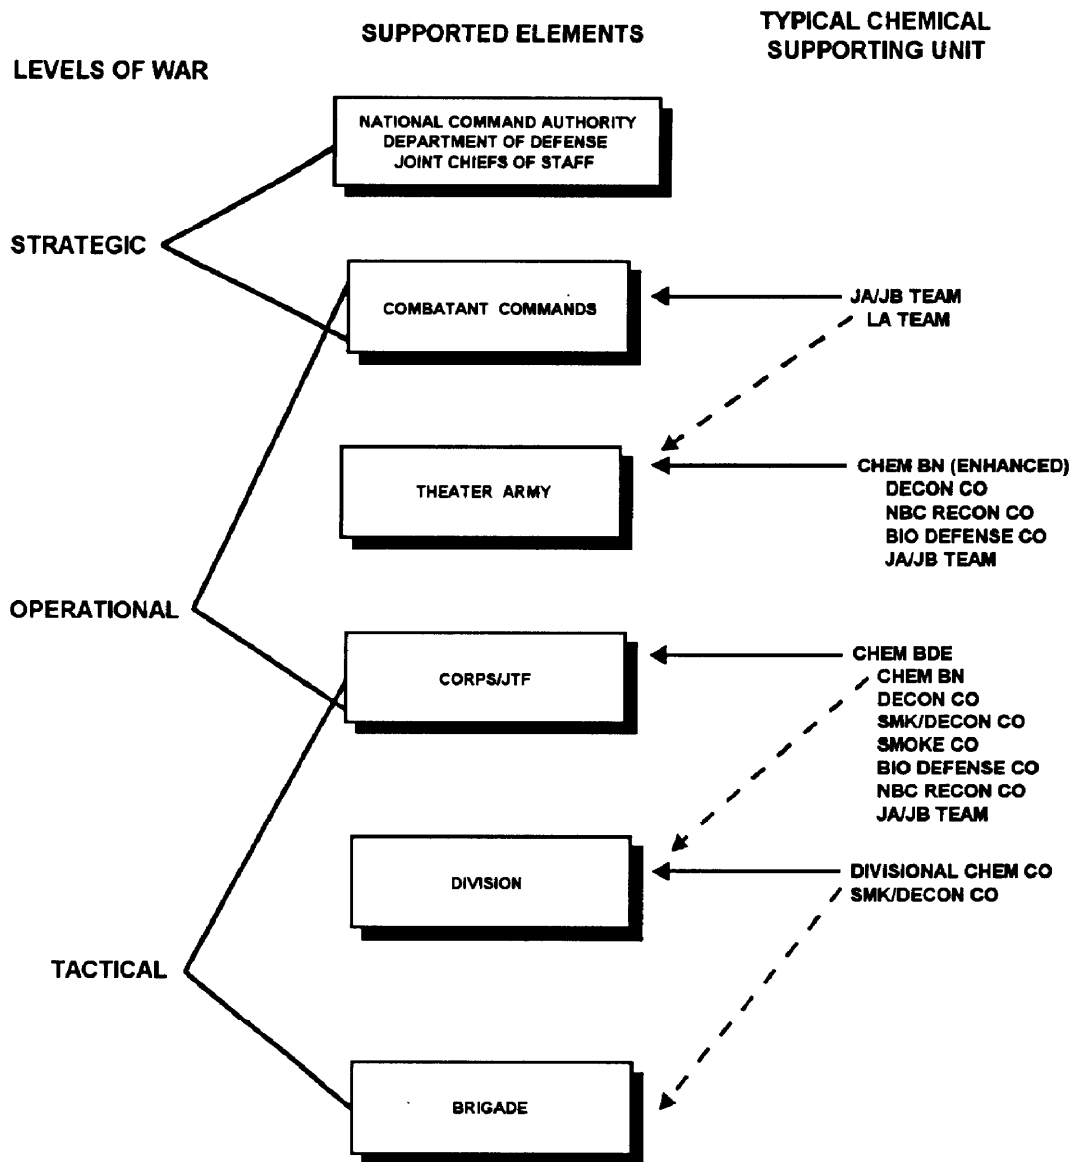 SUPPORTED ELEMENTS
TYPICAL CHEMICAL
SUPPORTING UNIT
LEVELS OF WAR
NATIONAL COMMAND AUTHORITY
DEPARTMENT OF DEFENSE
JOINT CHIEFS OF STAFF
STRATEGIC
COMBATANT COMMANDS
JA/JB TEAM
LA TEAM
THEATER ARMY
CHEM BN (ENHANCED)
DECON CO
NBC RECON CO
BIO DEFENSE CO
JA/JB TEAM
OPERATIONAL
CORPS/JTF
CHEM BDE
CHEM BN
DECON CO
SMK/DECON CO
SMOKE CO
BIO DEFENSE CO
NBC RECON CO
JA/JB TEAM
DIVISION
DIVISIONAL CHEM CO
SMK/DECON CO
TACTICAL
BRIGADE